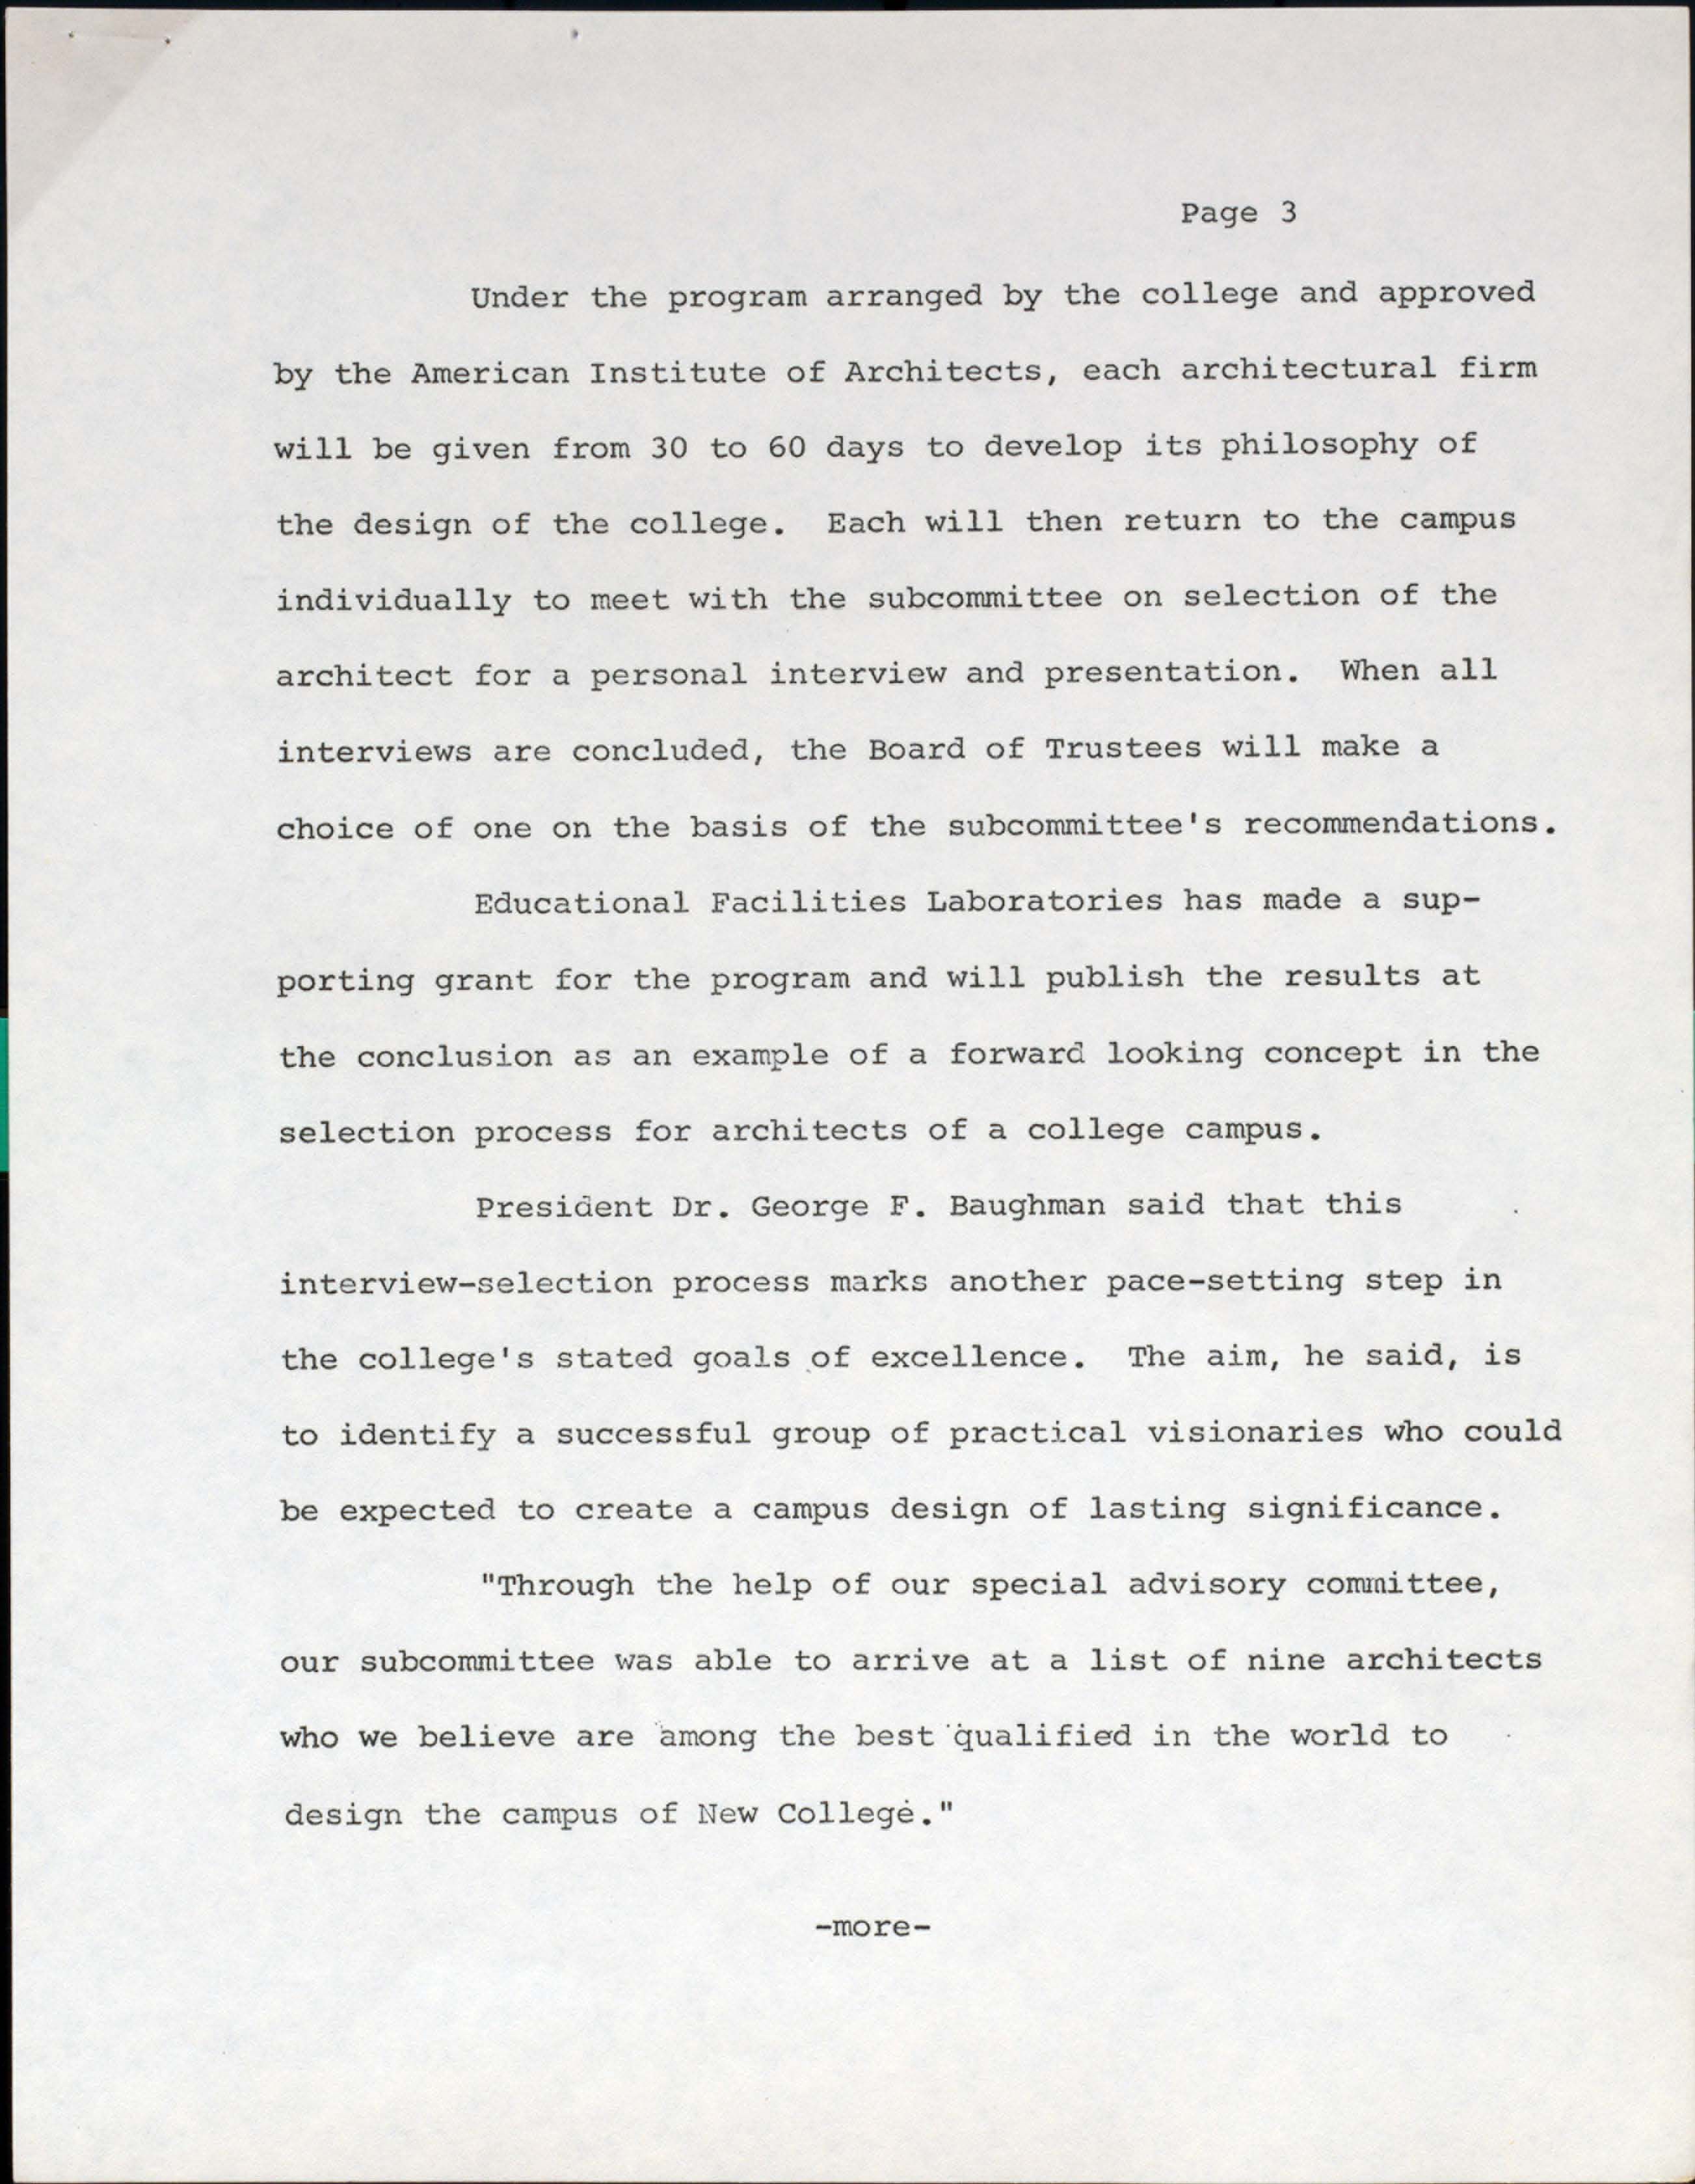 Page 3
Under the program arranged by the college and approved
by the American Institute of Architects, each architectural firm
will be given from 30 to 60 days to develop its philosophy of
the design of the college. Each will then return to the campus
individually to meet with the subcommittee on selection of the
architect for a personal interview and presentation. When all
interviews are concluded, the Board of Trustees will make a
choice of one on the basis of the subcommittee's recommendations.
Educational Facilities Laboratories has made a sup-
porting grant for the program and will publish the results at
the conclusion as an example of a forward looking concept in the
selection process for architects of a college campus.
President Dr. George F. Baughman said that this
interview-selection process marks another pace-setting step in
the college's stated goals of excellence. The aim, he said, is
to identify a successful group of practical visionaries who could
be expected to create a campus design of lasting significance.
"Through the help of our special advisory committee,
our subcommittee was able to arrive at a list of nine architects
who we believe are among the best qualified in the world to
design the campus of New College."
-more-